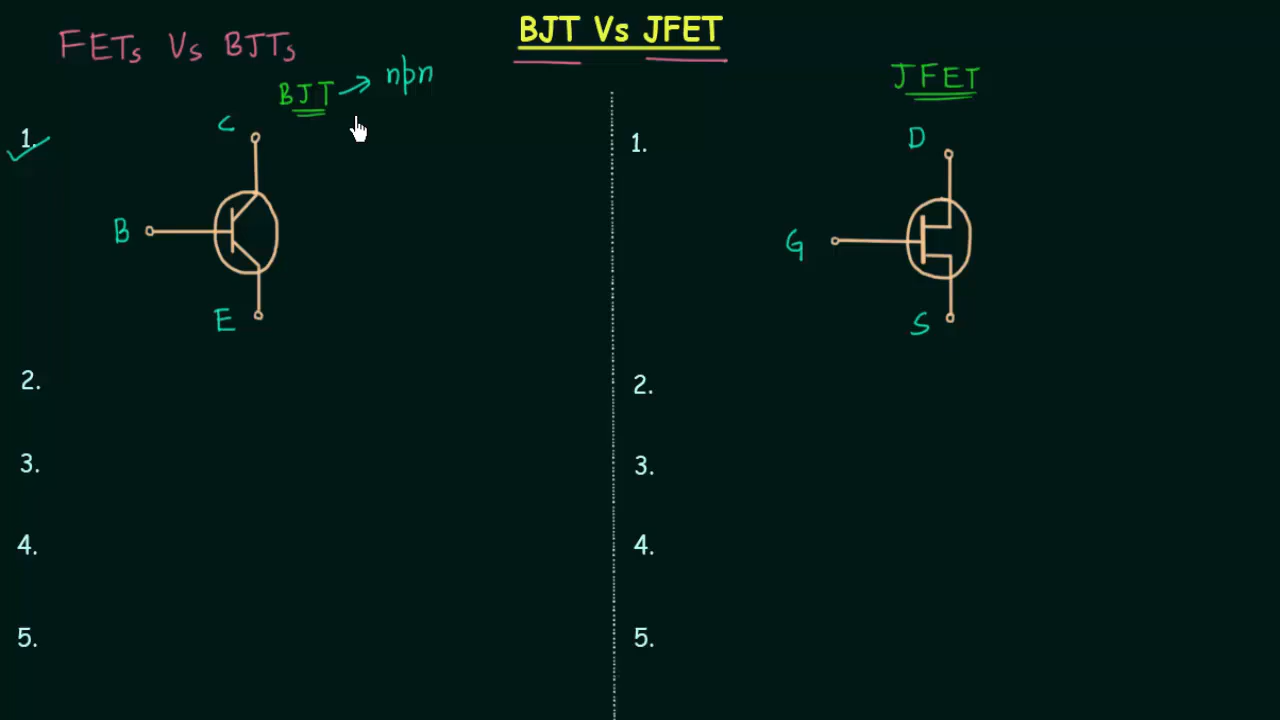 BJT Vs JFET
FETs Vs BJTs
BJT → npn
JFET
1.
C
B
E
1.
D
G
S
2.
2.
3.
3.
4.
4.
5.
5.